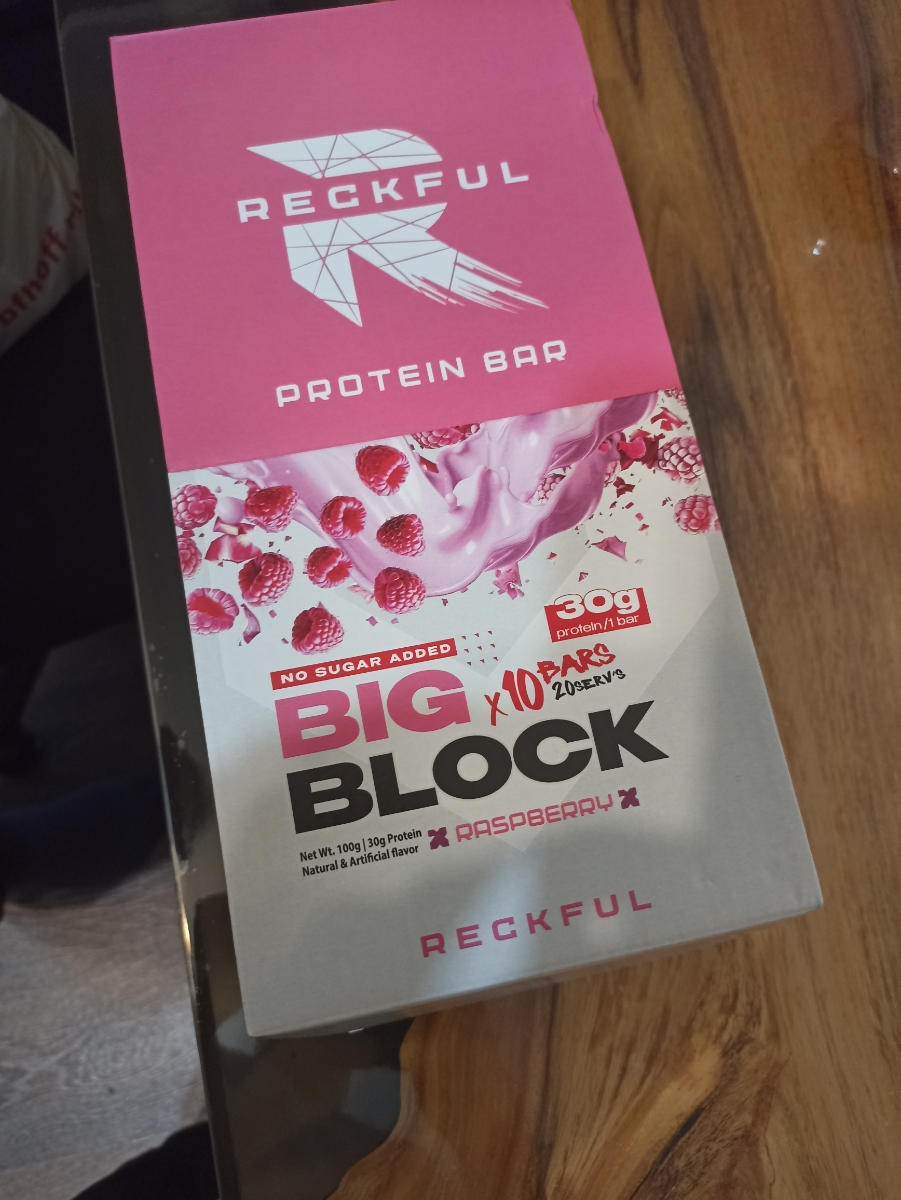 RECKFUL
PROTEIN BAR
30g
protein/1 bar
NO SUGAR ADDED
BIG
x10 BARS
20SERV'S
BLOCK
RASPBERRY
Net Wt. 100g | 30g Protein
Natural & Artificial flavor
RECKFUL